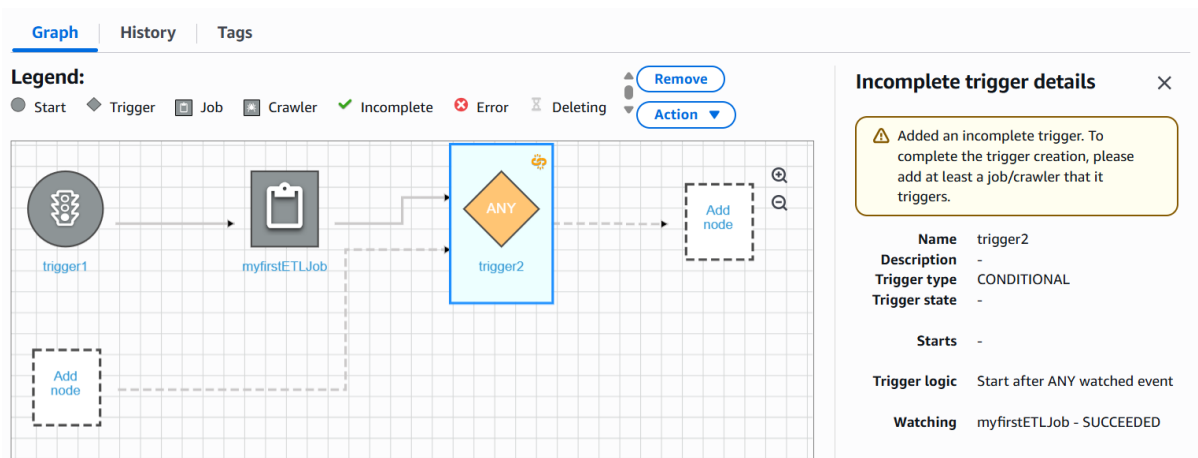 Graph History Tags
Legend:
Start Trigger Job Crawler Incomplete Error Deleting
Remove
Action
trigger1
myfirstETLJob
ANY
trigger2
Add
node
Add
node
Incomplete trigger details
Added an incomplete trigger. To
complete the trigger creation, please
add at least a job/crawler that it
triggers.
Name trigger2
Description -
Trigger type CONDITIONAL
Trigger state -
Starts -
Trigger logic Start after ANY watched event
Watching myfirstETLJob - SUCCEEDED